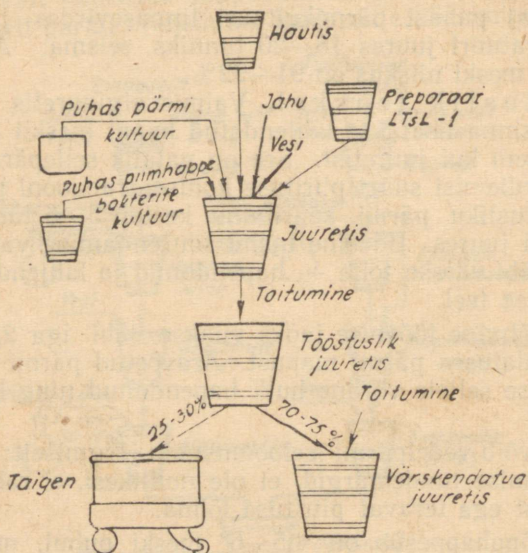 Hautis
Puhas pärmi
kultuur
Jahu
Vesi
Preparaat
LTsL-1
Puhas piimhappe
bakterite
kultuur
Juuretis
Toitumine
Tööstuslik
juuretis
25-30%
70-75%
Toitumine
Taigen
Värskendatud
juuretis